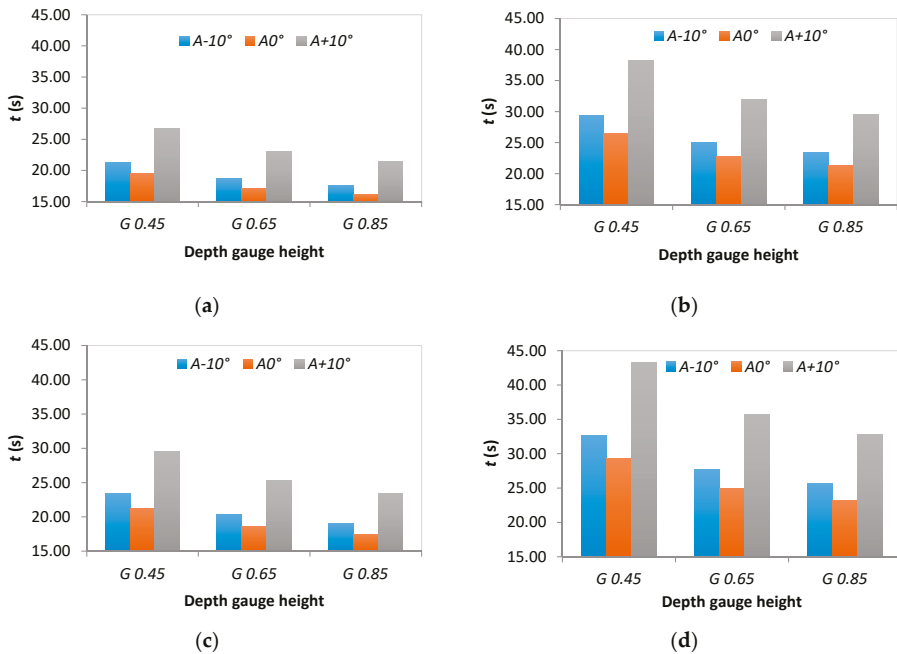 45.00
40.00
35.00
30.00
25.00
20.00
15.00
t (s)
A-10° A0° A+10°
G 0.45 G 0.65 G 0.85
Depth gauge height
(a)
45.00
40.00
35.00
30.00
25.00
20.00
15.00
t (s)
A-10° A0° A+10°
G 0.45 G 0.65 G 0.85
Depth gauge height
(b)
45.00
40.00
35.00
30.00
25.00
20.00
15.00
t (s)
A-10° A0° A+10°
G 0.45 G 0.65 G 0.85
Depth gauge height
(c)
45.00
40.00
35.00
30.00
25.00
20.00
15.00
t (s)
A-10° A0° A+10°
G 0.45 G 0.65 G 0.85
Depth gauge height
(d)